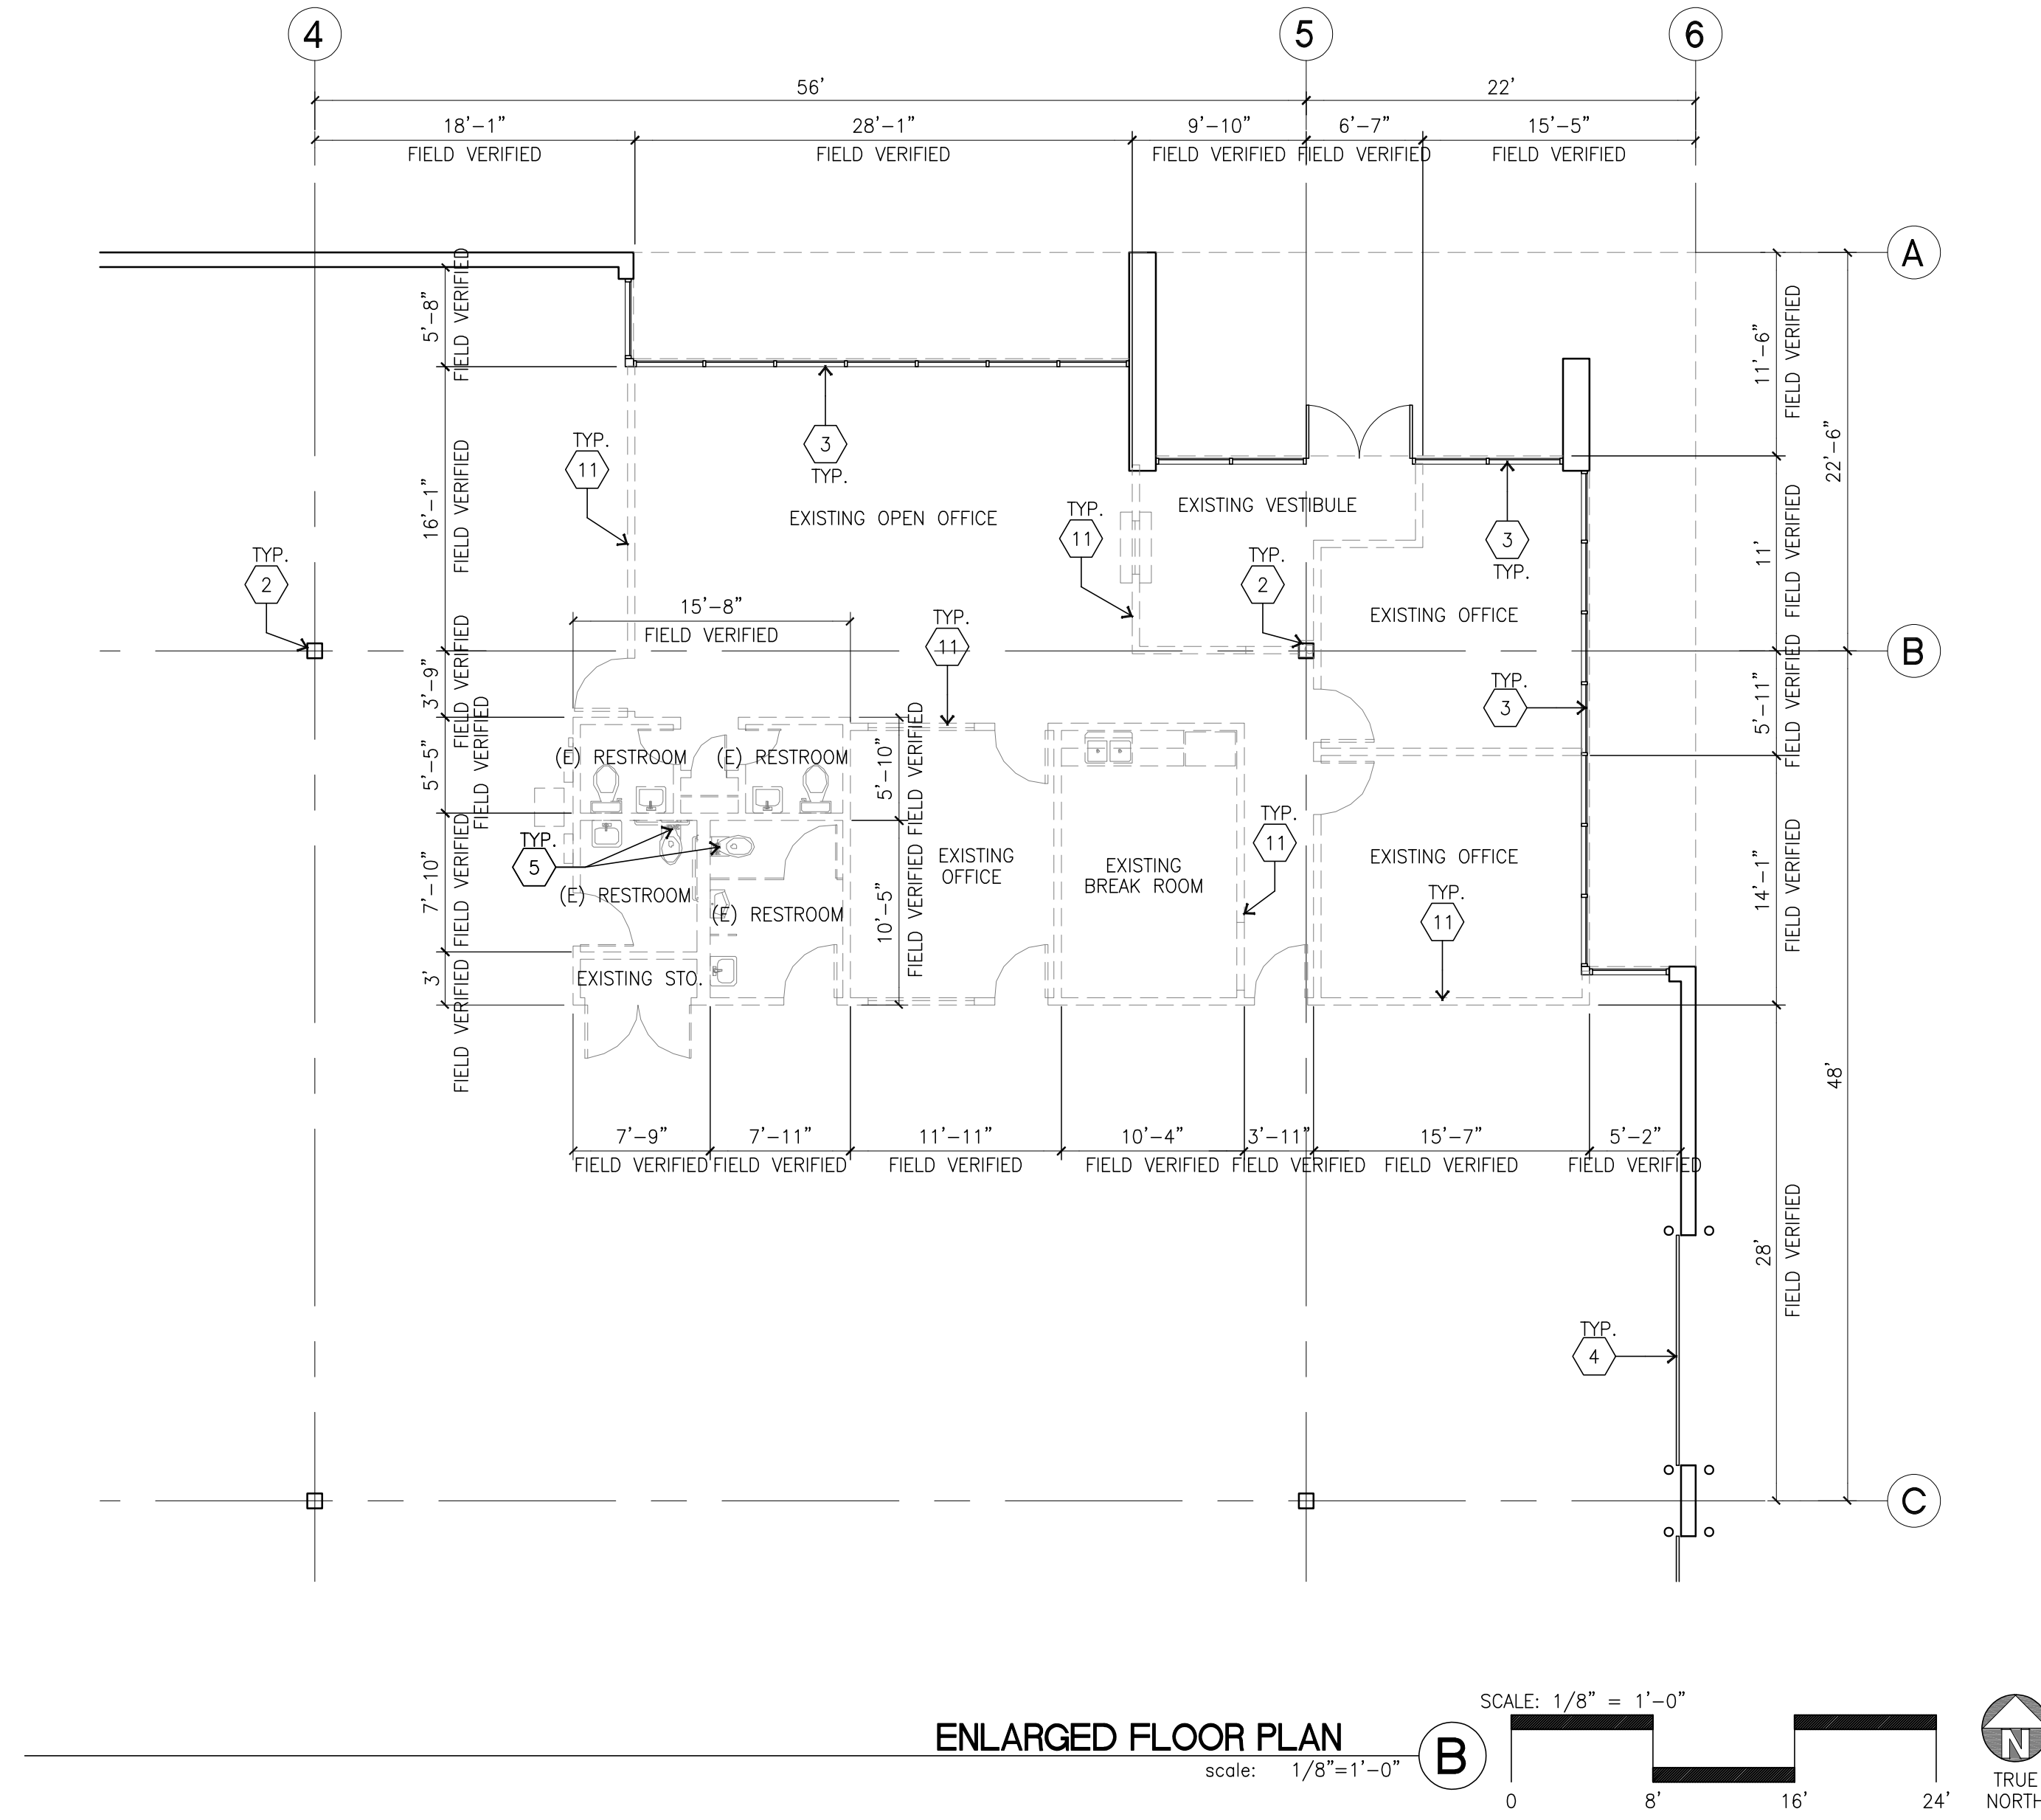 4
5
6
56'
22'
18'-1"
28'-1"
9'-10"
6'-7"
15'-5"
FIELD VERIFIED
FIELD VERIFIED
FIELD VERIFIED
FIELD VERIFIED
FIELD VERIFIED
A
5'-8"
FIELD VERIFIED
11'-6"
FIELD VERIFIED
22'-6"
TYP.
11
3
TYP.
16'-1"
FIELD VERIFIED
EXISTING OPEN OFFICE
EXISTING VESTIBULE
TYP.
11
3
TYP.
11'
FIELD VERIFIED
TYP.
2
TYP.
2
15'-8"
FIELD VERIFIED
TYP.
11
EXISTING OFFICE
B
3'-9"
FIELD VERIFIED
TYP.
3
5'-11"
FIELD VERIFIED
5'-5"
FIELD VERIFIED
(E) RESTROOM
(E) RESTROOM
5'-10"
FIELD VERIFIED
TYP.
5
(E) RESTROOM
(E) RESTROOM
7'-10"
FIELD VERIFIED
10'-5"
FIELD VERIFIED
EXISTING
OFFICE
EXISTING
BREAK ROOM
TYP.
11
EXISTING OFFICE
TYP.
11
14'-1"
FIELD VERIFIED
3'
FIELD VERIFIED
EXISTING STO.
48'
7'-9"
7'-11"
11'-11"
10'-4"
3'-11"
15'-7"
5'-2"
FIELD VERIFIED
FIELD VERIFIED
FIELD VERIFIED
FIELD VERIFIED
FIELD VERIFIED
FIELD VERIFIED
FIELD VERIFIED
28'
FIELD VERIFIED
TYP.
4
C
ENLARGED FLOOR PLAN
scale: 1/8"=1'-0"
B
SCALE: 1/8" = 1'-0"
0
8'
16'
24'
N
TRUE
NORTH